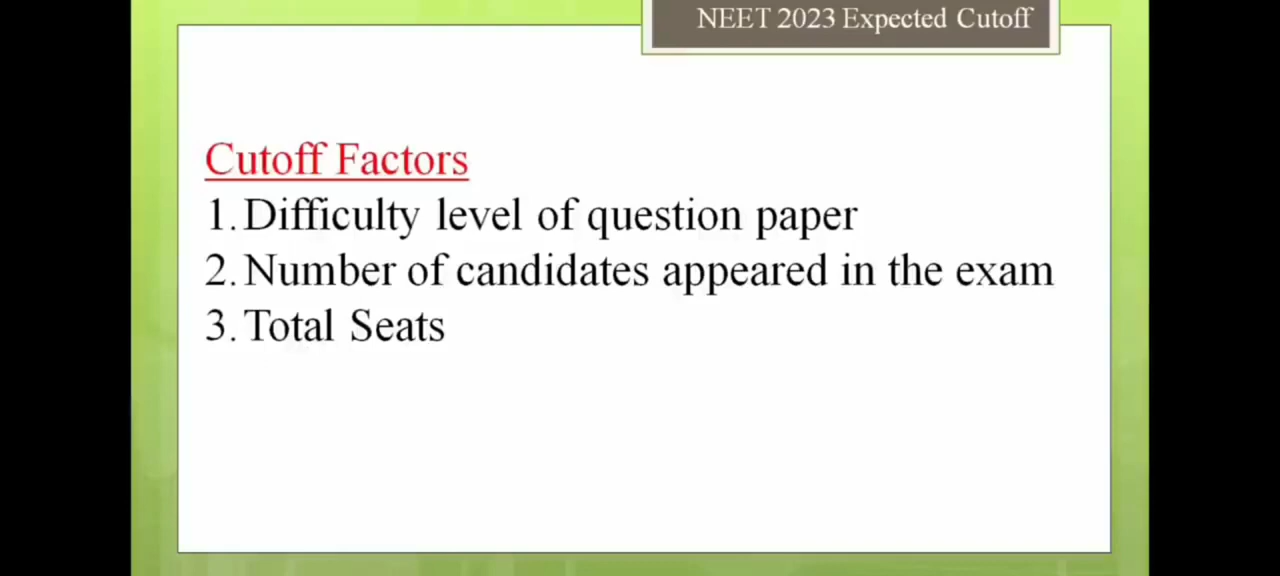 NEET 2023 Expected Cutoff
Cutoff Factors
1. Difficulty level of question paper
2. Number of candidates appeared in the exam
3. Total Seats